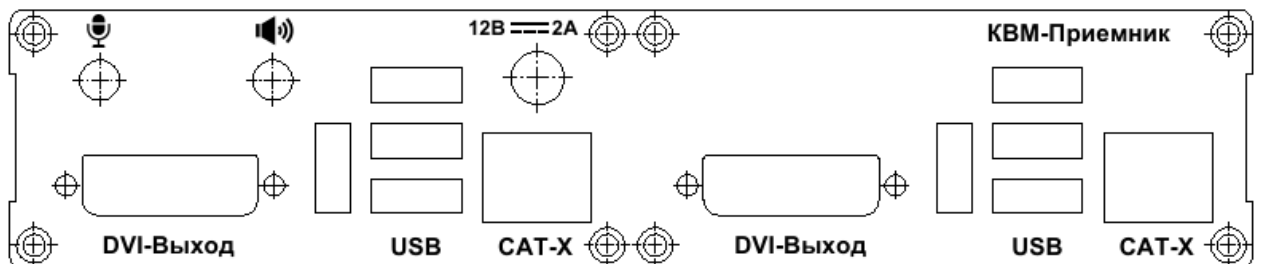 12В 2А
КВМ-Приемник
DVI-Выход
USB
CAT-X
DVI-Выход
USB
CAT-X